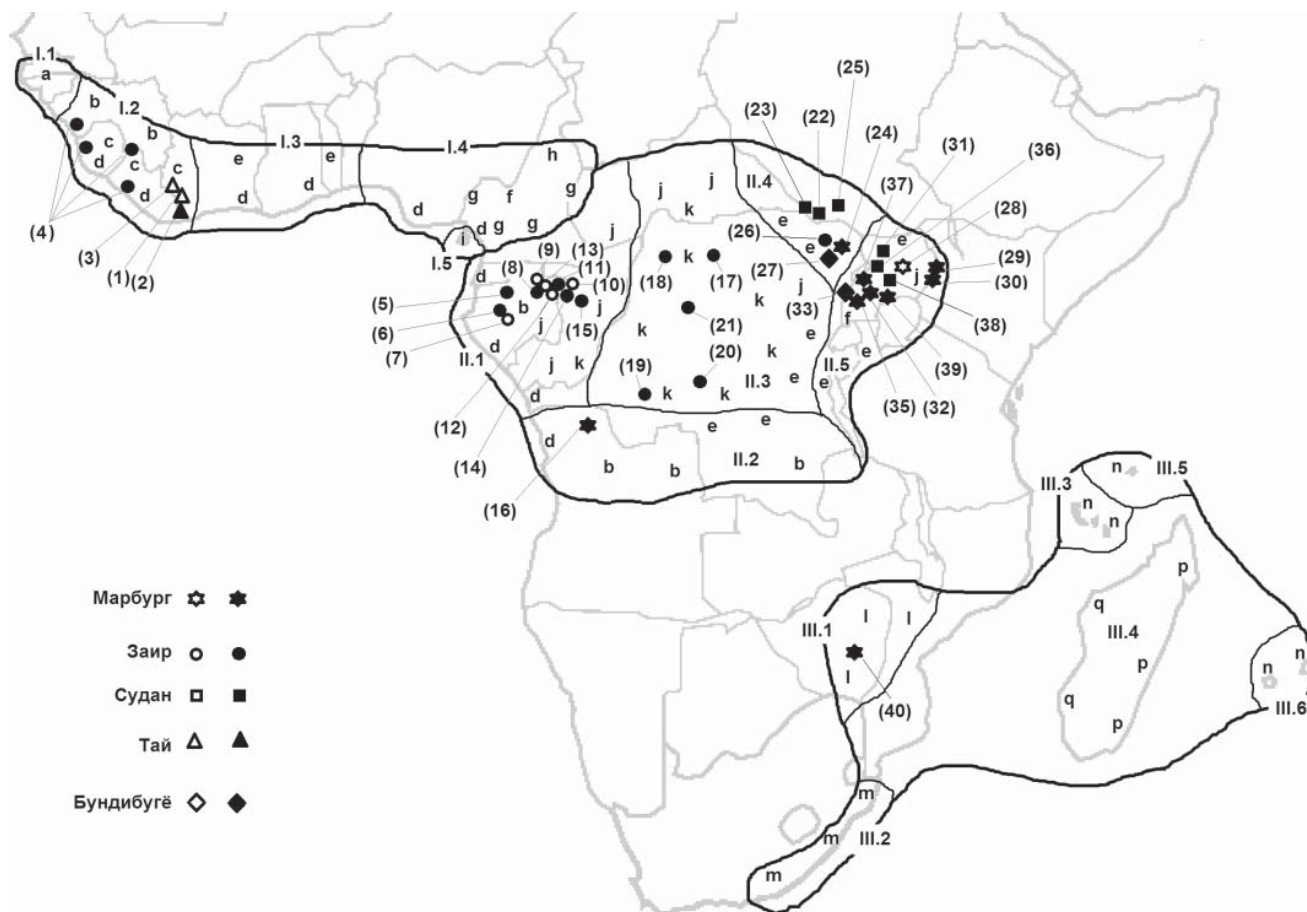 I.1
a
(25)
b
I.2
(23)
(22)
(24)
(31)
(36)
c
b
I.3
I.4
h
e
e
(37)
(28)
d
c
c
d
d
g
f
g
j
j
k
II.4
e
(4)
d
d
g
g
j
(26)
e
e
(29)
(3)
(1)
(2)
i
I.5
(9)
(13)
(8)
(11)
(10)
d
k
(18)
(17)
(27)
j
(30)
(5)
b
j
k
j
(33)
f
(38)
(6)
(7)
j
(15)
(21)
k
e
(39)
II.1
d
j
k
(19)
(20)
k
II.3
e
II.5
e
e
(35)
(32)
(12)
d
k
k
(14)
d
e
e
(16)
b
b
II.2
b
n
III.5
III.3
n
n
Марбург
p
q
l
l
III.1
III.4
Заир
p
n
n
l
q
(40)
III.6
Судан
p
Тай
Бундибугё
m
m
III.2
m